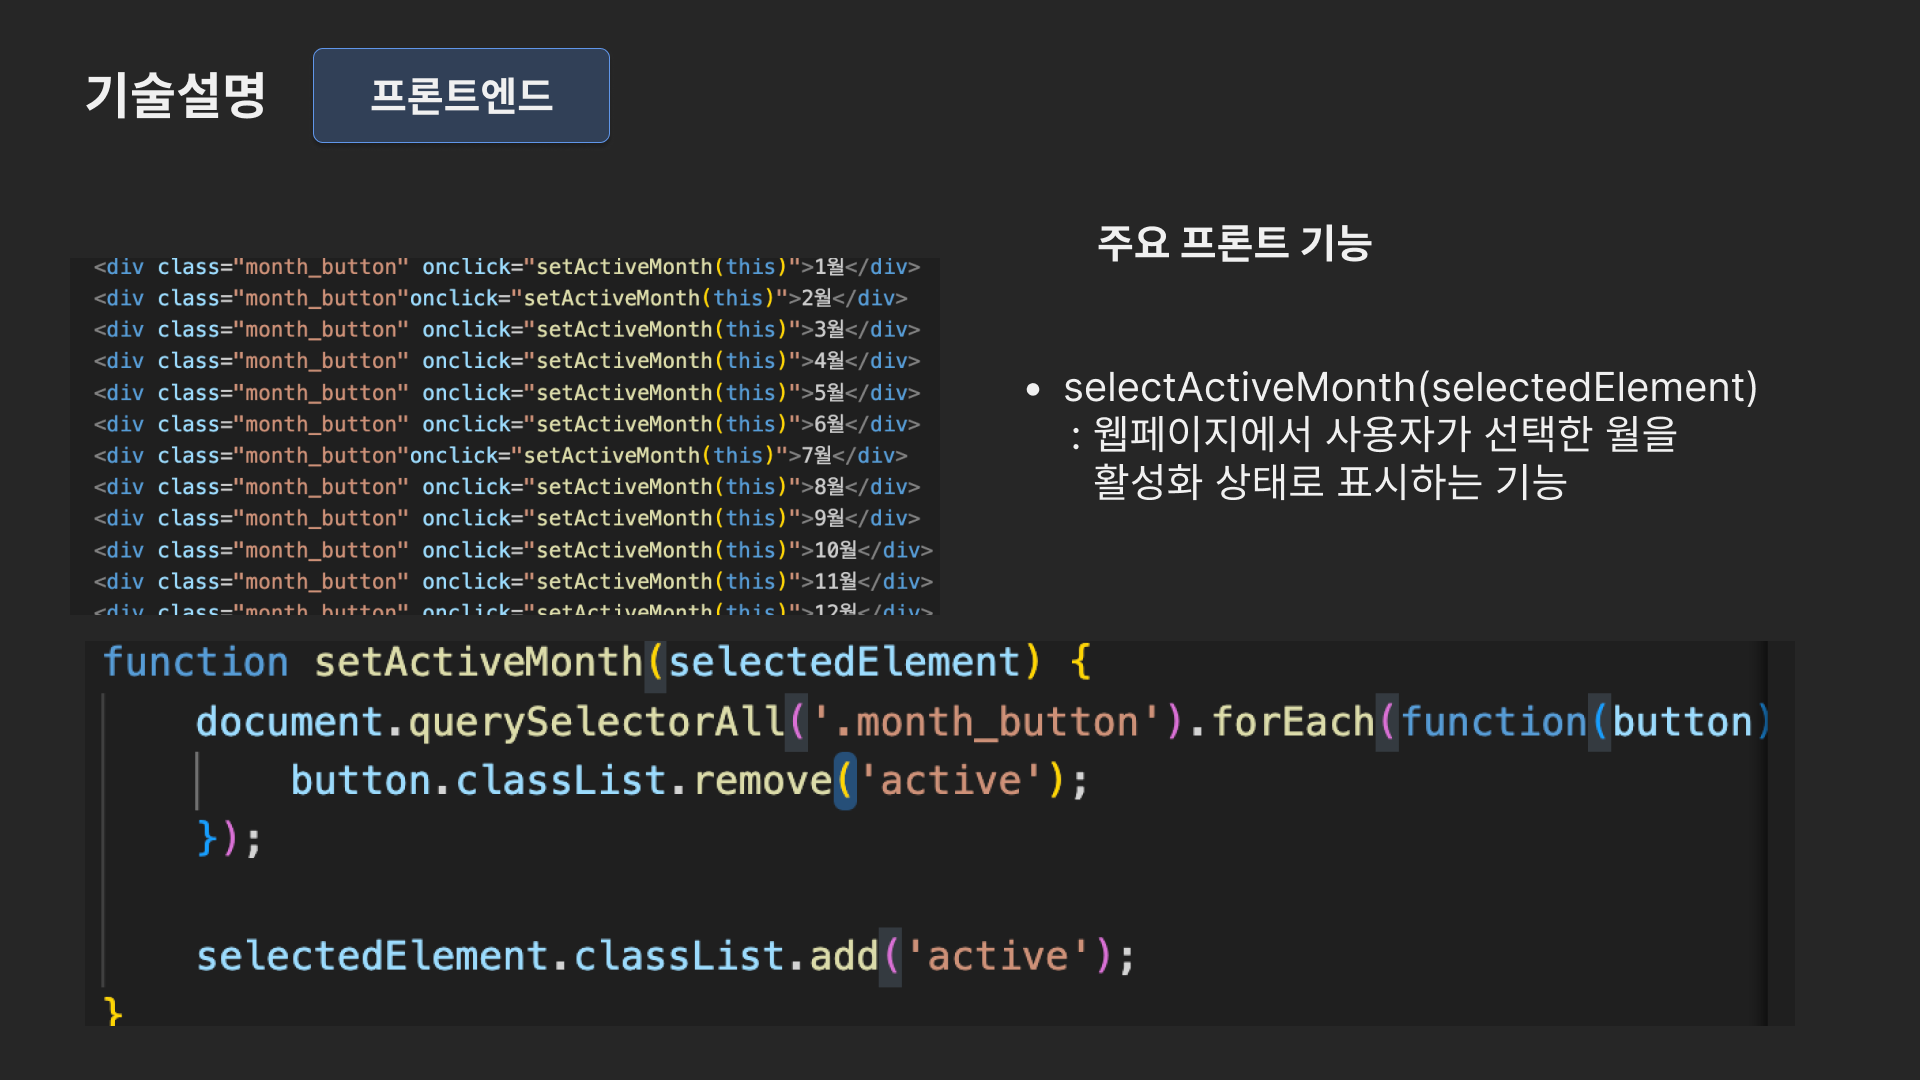 기술설명
프론트엔드
<div class="month_button" onclick="setActiveMonth(this)">1월</div>
<div class="month_button"onclick="setActiveMonth(this)">2월</div>
<div class="month_button" onclick="setActiveMonth(this)">3월</div>
<div class="month_button" onclick="setActiveMonth(this)">4월</div>
<div class="month_button" onclick="setActiveMonth(this)">5월</div>
<div class="month_button" onclick="setActiveMonth(this)">6월</div>
<div class="month_button"onclick="setActiveMonth(this)">7월</div>
<div class="month_button" onclick="setActiveMonth(this)">8월</div>
<div class="month_button" onclick="setActiveMonth(this)">9월</div>
<div class="month_button" onclick="setActiveMonth(this)">10월</div>
<div class="month_button" onclick="setActiveMonth(this)">11월</div>
<div class="month_button" onclick="setActiveMonth(this)">12월</div>
주요 프론트 기능
• selectActiveMonth(selectedElement)
: 웹페이지에서 사용자가 선택한 월을
활성화 상태로 표시하는 기능
function setActiveMonth(selectedElement) {
document.querySelectorAll('.month_button').forEach(function(button)
button.classList.remove('active');
});
selectedElement.classList.add('active');
}